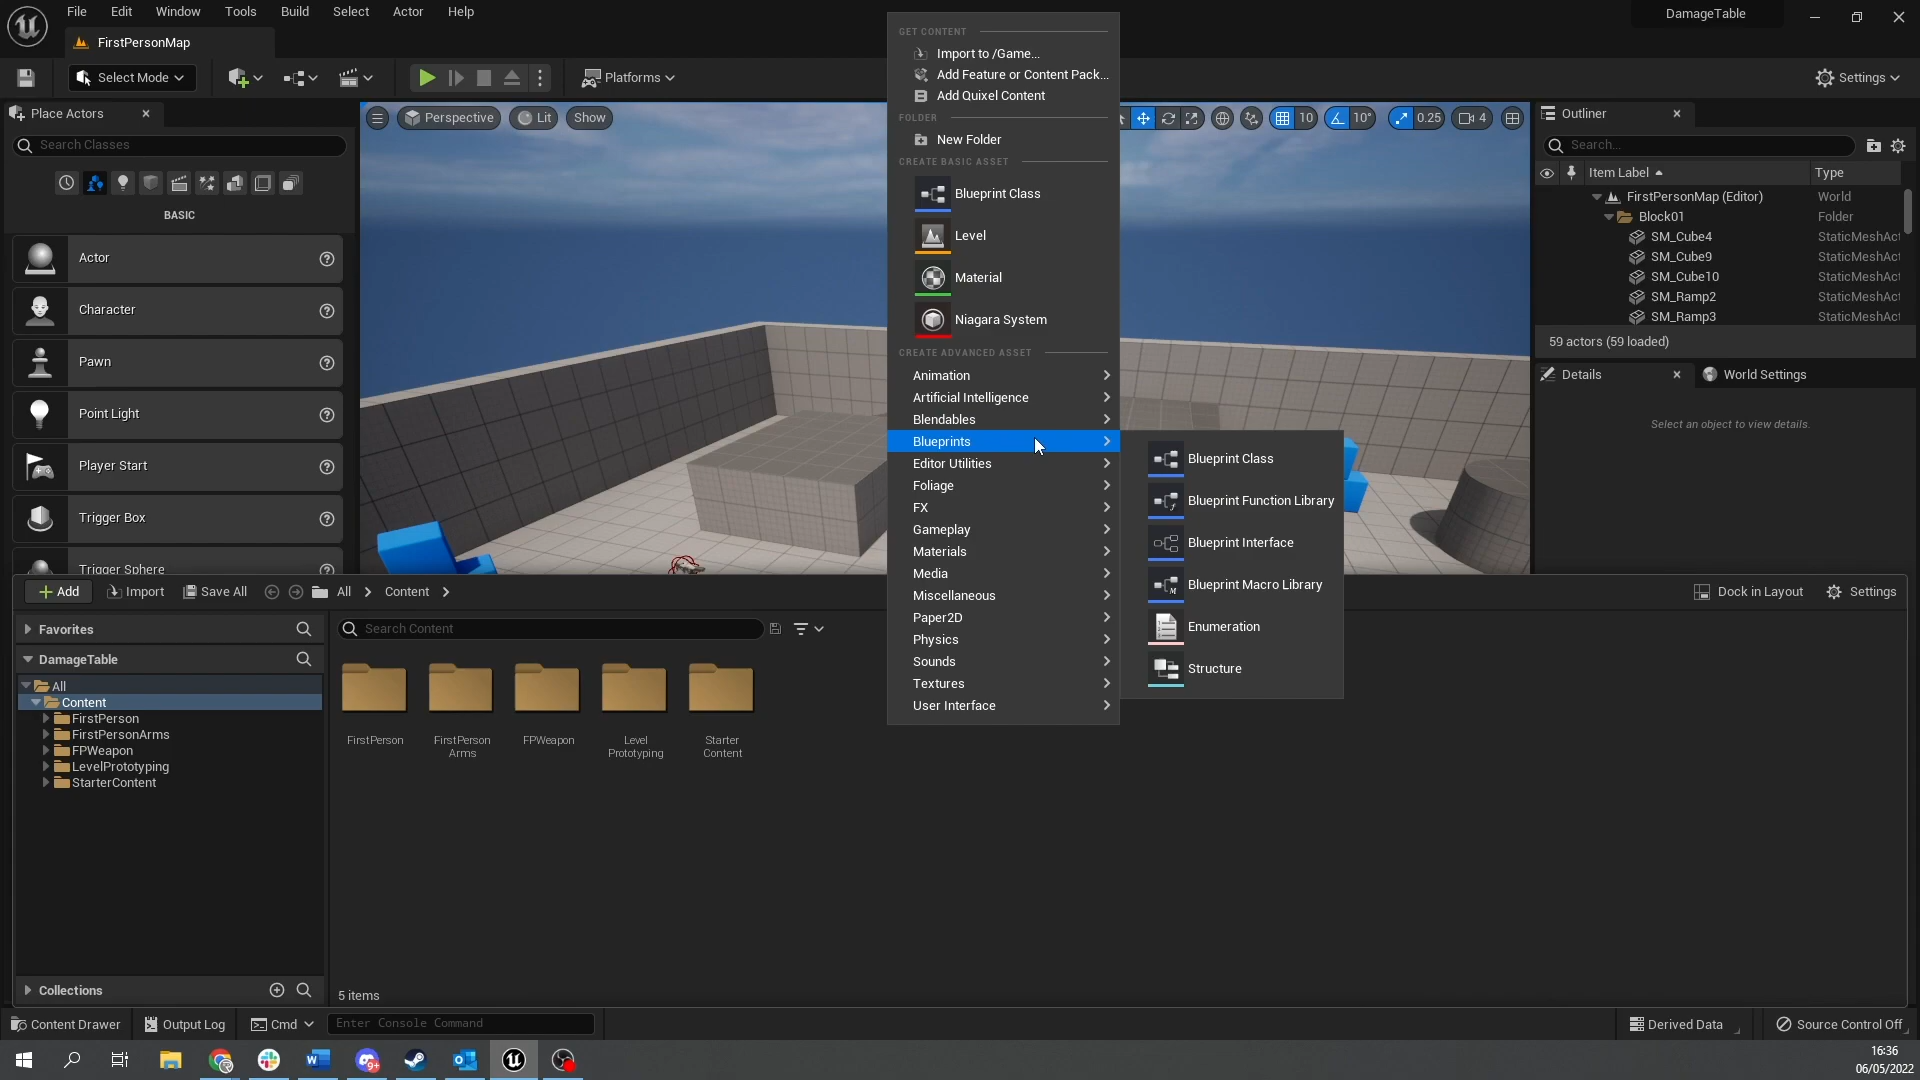 File Edit Window Tools Build Select Actor Help
DamageTable
FirstPersonMap
Select Mode
Platforms
Settings
Place Actors
Search Classes
BASIC
Actor
Character
Pawn
Point Light
Player Start
Trigger Box
Trigger Sphere
Perspective Lit Show
10 10° 0.25 4
GET CONTENT
Import to /Game...
Add Feature or Content Pack...
Add Quixel Content
FOLDER
New Folder
CREATE BASIC ASSET
Blueprint Class
Level
Material
Niagara System
CREATE ADVANCED ASSET
Animation
Artificial Intelligence
Blendables
Blueprints
Editor Utilities
Foliage
FX
Gameplay
Materials
Media
Miscellaneous
Paper2D
Physics
Sounds
Textures
User Interface
Blueprint Class
Blueprint Function Library
Blueprint Interface
Blueprint Macro Library
Enumeration
Structure
Outliner
Search...
Item Label Type
FirstPersonMap (Editor) World
Block01 Folder
SM_Cube4 StaticMeshAct
SM_Cube9 StaticMeshAct
SM_Cube10 StaticMeshAct
SM_Ramp2 StaticMeshAct
SM_Ramp3 StaticMeshAct
59 actors (59 loaded)
Details
World Settings
Select an object to view details.
Add Import Save All All Content
Dock in Layout Settings
Favorites
Search Content
DamageTable
All
Content
FirstPerson
FirstPersonArms
FPWeapon
LevelPrototyping
StarterContent
FirstPerson
FirstPerson
Arms
FPWeapon
Level
Prototyping
Starter
Content
Collections
5 items
Content Drawer Output Log Cmd Enter Console Command
Derived Data Source Control Off
16:36
06/05/2022